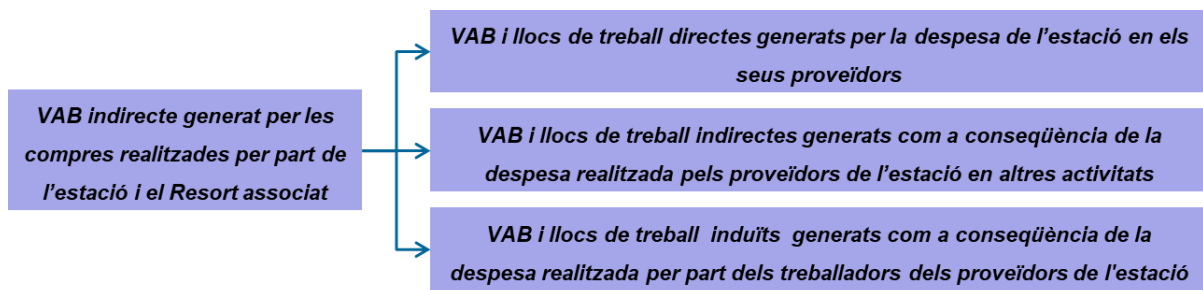 VAB indirecte generat per les
compres realitzades per part de
l’estació i el Resort associat
VAB i llocs de treball directes generats per la despesa de l’estació en els
seus proveïdors
VAB i llocs de treball indirectes generats com a conseqüència de la
despesa realitzada pels proveïdors de l’estació en altres activitats
VAB i llocs de treball induïts generats com a conseqüència de la
despesa realitzada per part dels treballadors dels proveïdors de l'estació